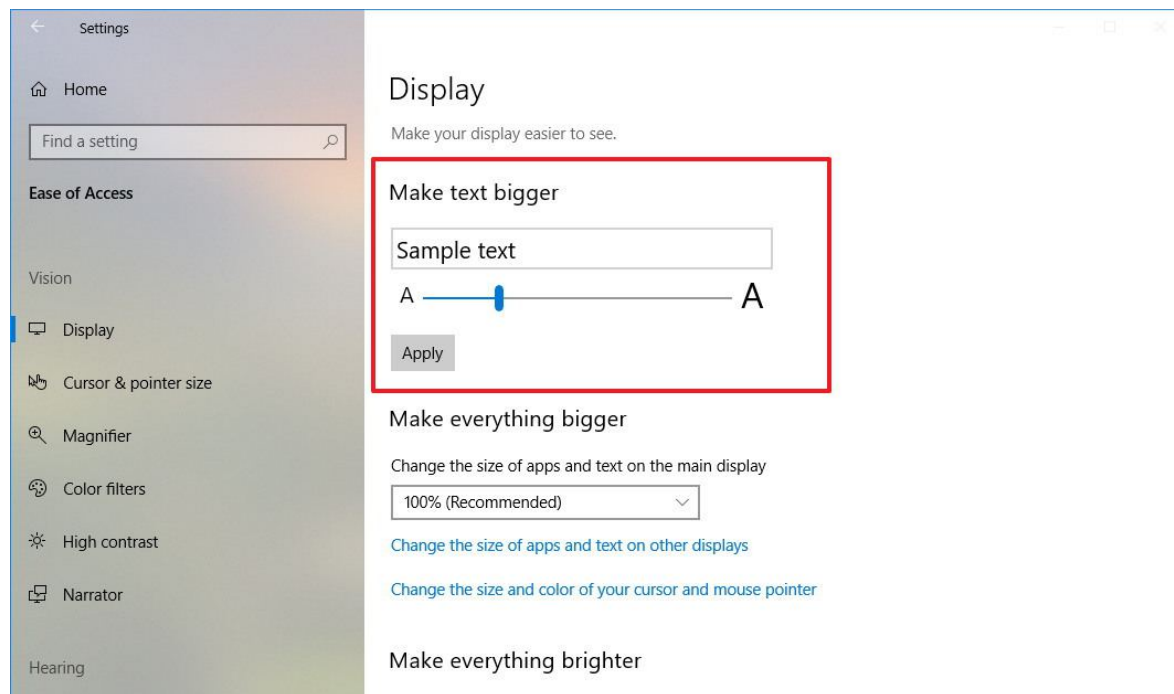 Settings
Home
Find a setting
Ease of Access
Vision
Display
Cursor & pointer size
Magnifier
Color filters
High contrast
Narrator
Hearing
Display
Make your display easier to see.
Make text bigger
Sample text
A A
Apply
Make everything bigger
Change the size of apps and text on the main display
100% (Recommended)
Change the size of apps and text on other displays
Change the size and color of your cursor and mouse pointer
Make everything brighter